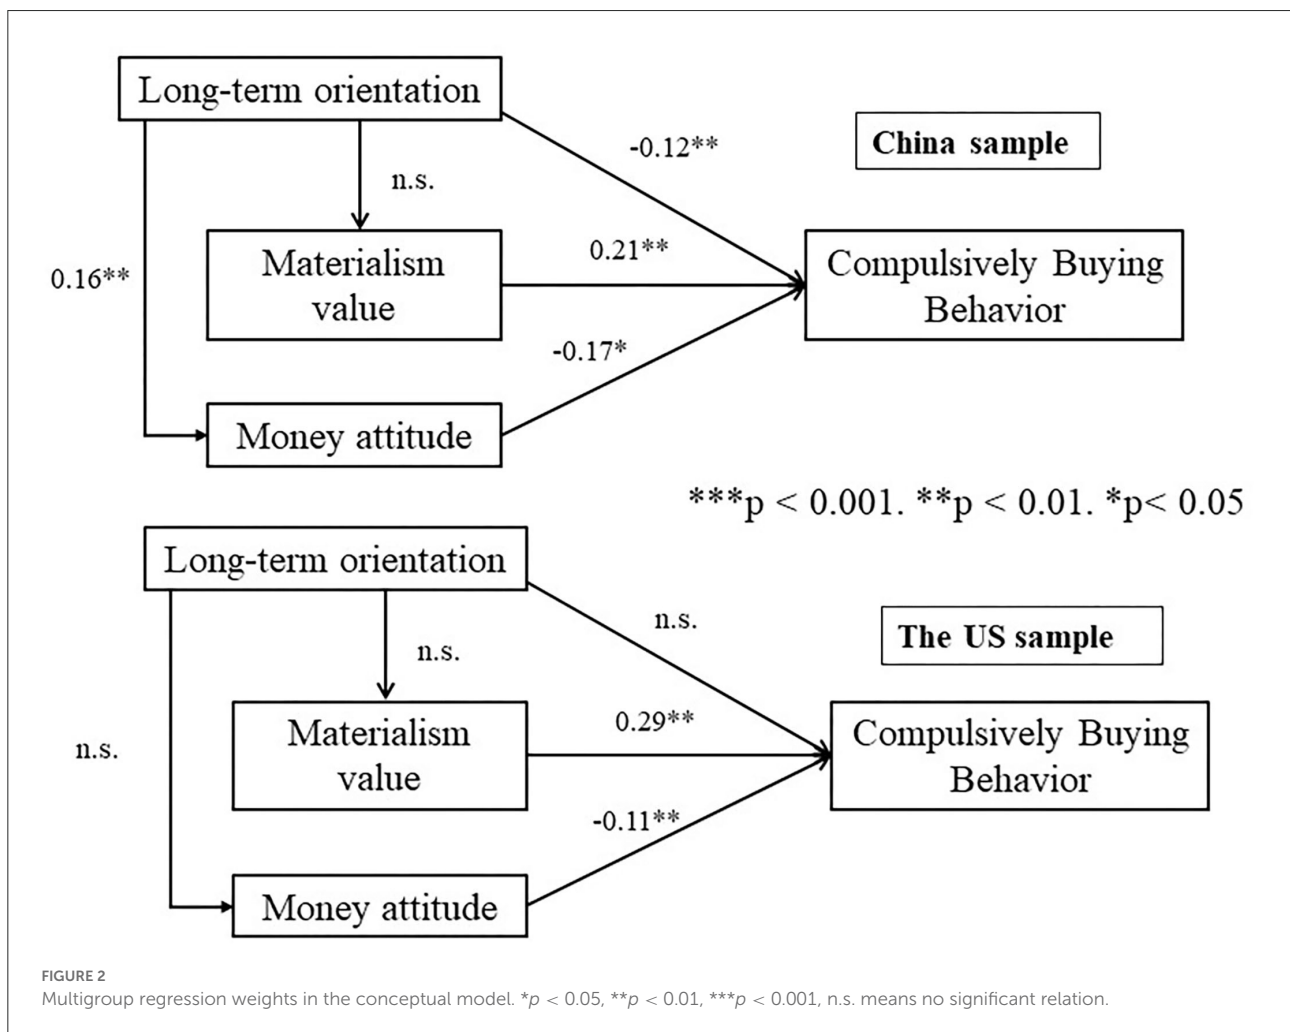 Long-term orientation
-0.12**
China sample
n.s.
Materialism
value
0.21**
Compulsively Buying
Behavior
0.16**
-0.17*
Money attitude
***p < 0.001. **p < 0.01. *p< 0.05
Long-term orientation
n.s.
The US sample
n.s.
Materialism
value
0.29**
Compulsively Buying
Behavior
n.s.
-0.11**
Money attitude
FIGURE 2
Multigroup regression weights in the conceptual model. *p < 0.05, **p < 0.01, ***p < 0.001, n.s. means no significant relation.